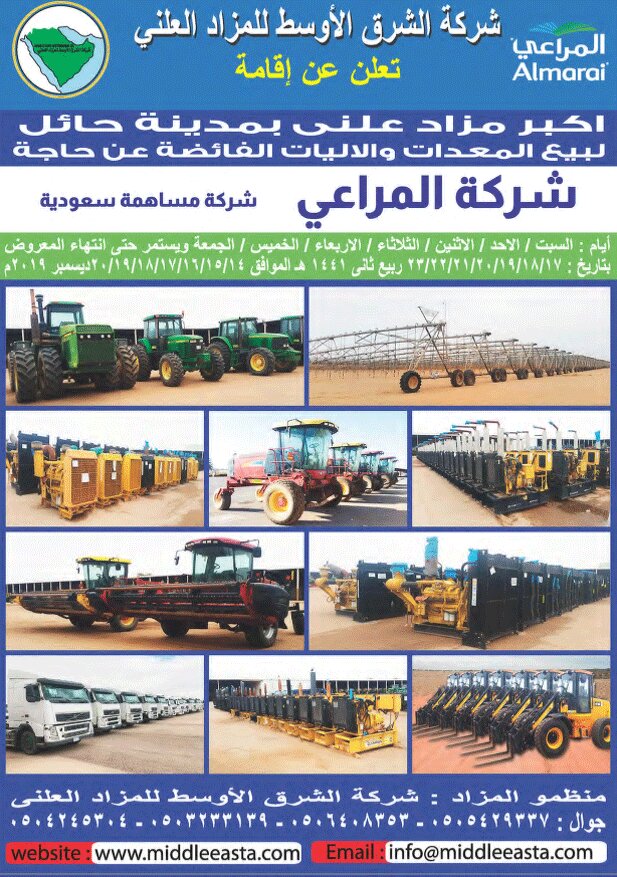 شركة الشرق الأوسط للمزاد العلني
المراعي
Almarai
تعلن عن إقامة
اكبر مزاد علنى بمدينة حائل
لبيع المعدات والاليات الفائضة عن حاجة
شركة المراعي شركة مساهمة سعودية
أيام : السبت / الاحد / الاثنين / الثلاثاء / الاربعاء / الخميس / الجمعة ويستمر حتى انتهاء المعروض
بتاريخ : ٢٣/٢٢/٢١/٢٠/١٩/١٨/١٧ ربيع ثانى ١٤٤١ هـ الموافق ٢٠/١٩/١٨/١٧/١٦/١٥/١٤ ديسمبر ٢٠١٩م
منظمو المزاد : شركة الشرق الأوسط للمزاد العلنى
جوال : ٠٥٠٥٤٢٩٣٣٧ - ٠٥٠٦٤٠٨٣٥٣ - ٠٥٠٣٢٣٣١٣٩ - ٠٥٠٤٢٤٥٣٠٤
website : www.middleeasta.com Email : info@middleeasta.com